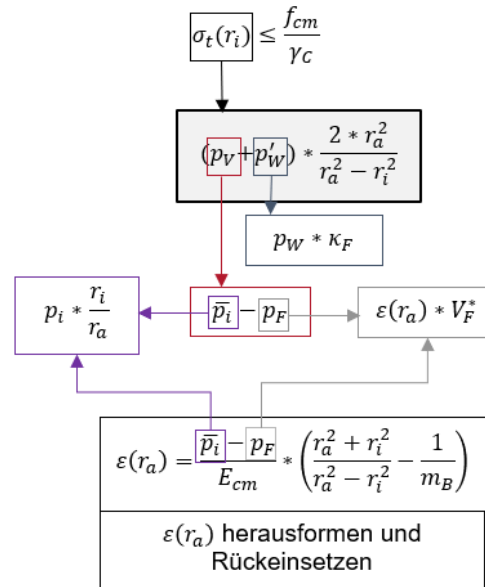 σ_t(r_i) ≤ f_cm / γ_C
(p_V + p'_W) * (2 * r_a^2) / (r_a^2 − r_i^2)
p_W * κ_F
p_i * r_i / r_a
p̅_i − p_F
ε(r_a) * V_F^*
ε(r_a) = (p̅_i − p_F) / E_cm * ((r_a^2 + r_i^2) / (r_a^2 − r_i^2) − 1 / m_B)
ε(r_a) herausformen und
Rückeinsetzen